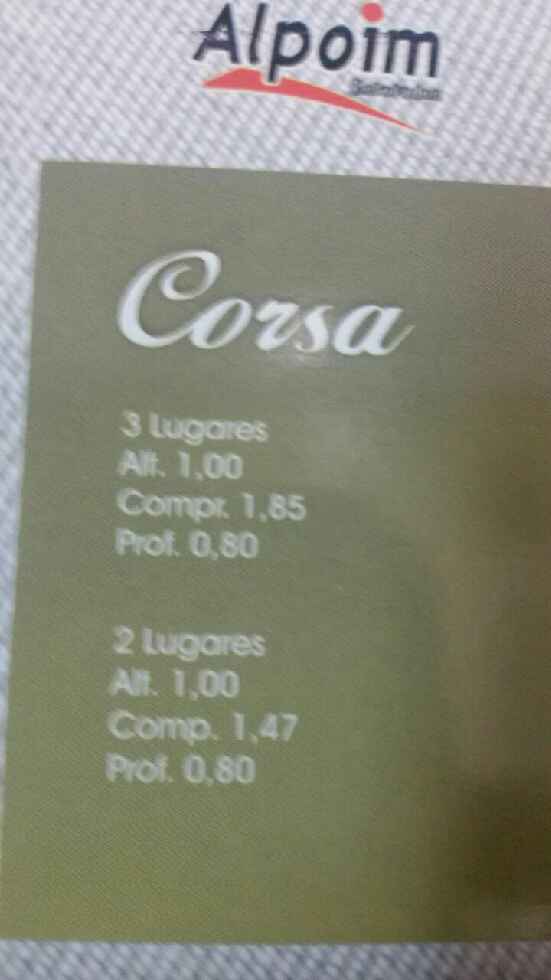 Alpoim
Corsa
3 Lugares
Alt. 1,00
Compr. 1,85
Prof. 0,80
2 Lugares
Alt. 1,00
Comp. 1,47
Prof. 0,80